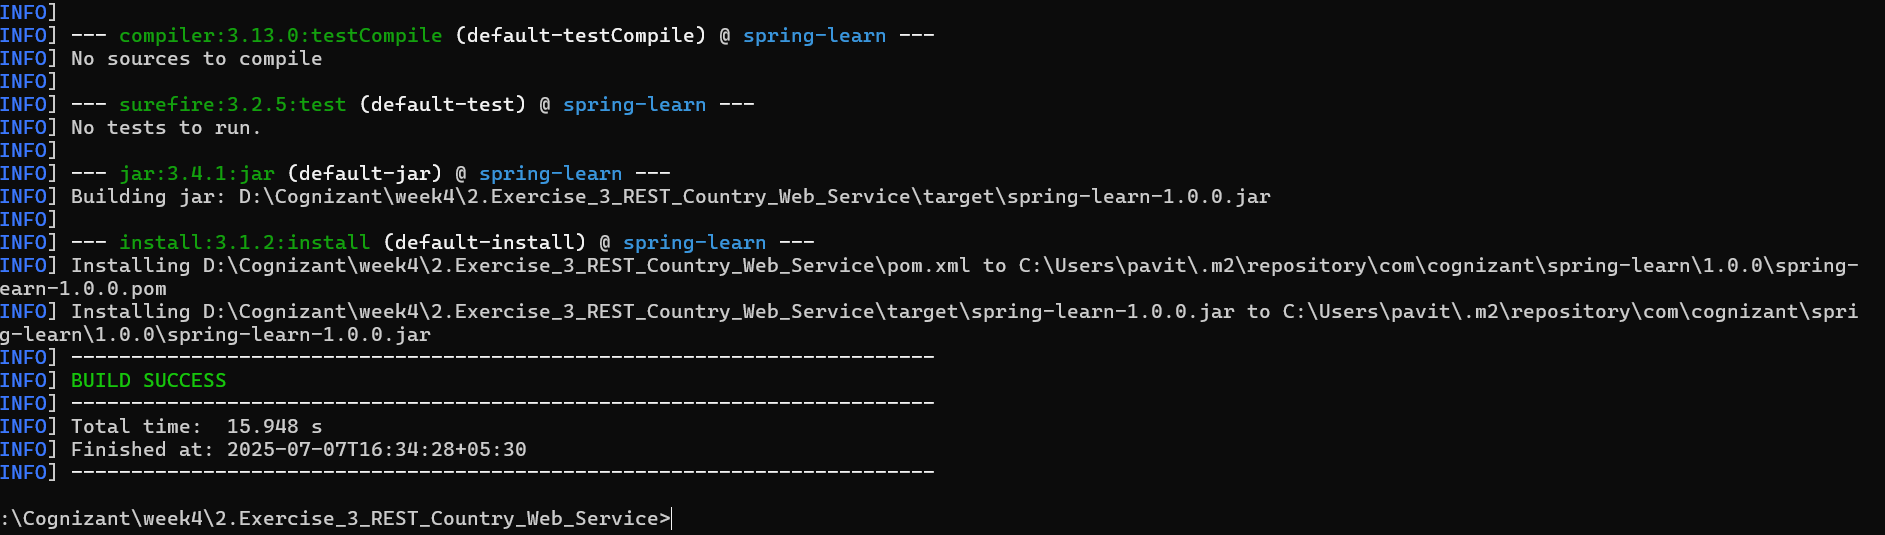 INFO]
INFO] --- compiler:3.13.0:testCompile (default-testCompile) @ spring-learn ---
INFO] No sources to compile
INFO]
INFO] --- surefire:3.2.5:test (default-test) @ spring-learn ---
INFO] No tests to run.
INFO]
INFO] --- jar:3.4.1:jar (default-jar) @ spring-learn ---
INFO] Building jar: D:\Cognizant\week4\2.Exercise_3_REST_Country_Web_Service\target\spring-learn-1.0.0.jar
INFO]
INFO] --- install:3.1.2:install (default-install) @ spring-learn ---
INFO] Installing D:\Cognizant\week4\2.Exercise_3_REST_Country_Web_Service\pom.xml to C:\Users\pavit\.m2\repository\com\cognizant\spring-learn\1.0.0\spring-
earn-1.0.0.pom
INFO] Installing D:\Cognizant\week4\2.Exercise_3_REST_Country_Web_Service\target\spring-learn-1.0.0.jar to C:\Users\pavit\.m2\repository\com\cognizant\spri
g-learn\1.0.0\spring-learn-1.0.0.jar
INFO] ------------------------------------------------------------------------
INFO] BUILD SUCCESS
INFO] ------------------------------------------------------------------------
INFO] Total time:  15.948 s
INFO] Finished at: 2025-07-07T16:34:28+05:30
INFO] ------------------------------------------------------------------------
:\Cognizant\week4\2.Exercise_3_REST_Country_Web_Service>